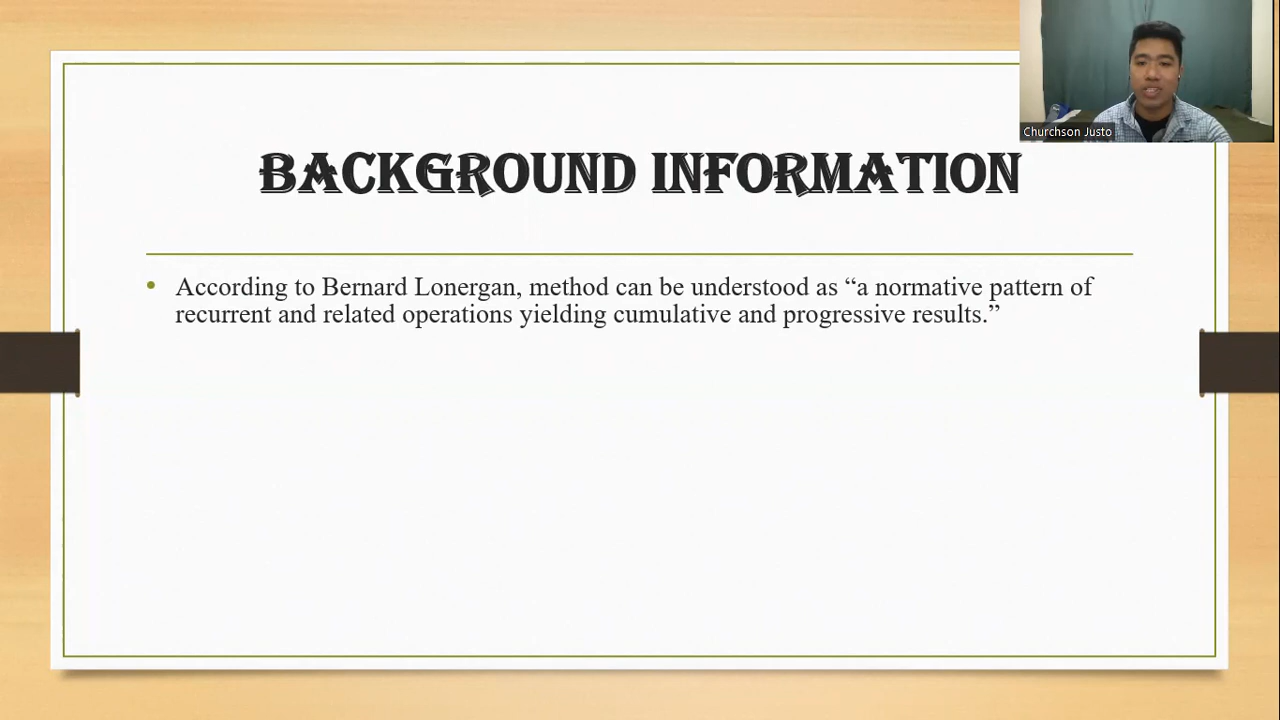 Churchson Justo
BACKGROUND INFORMATION
• According to Bernard Lonergan, method can be understood as “a normative pattern of
recurrent and related operations yielding cumulative and progressive results.”